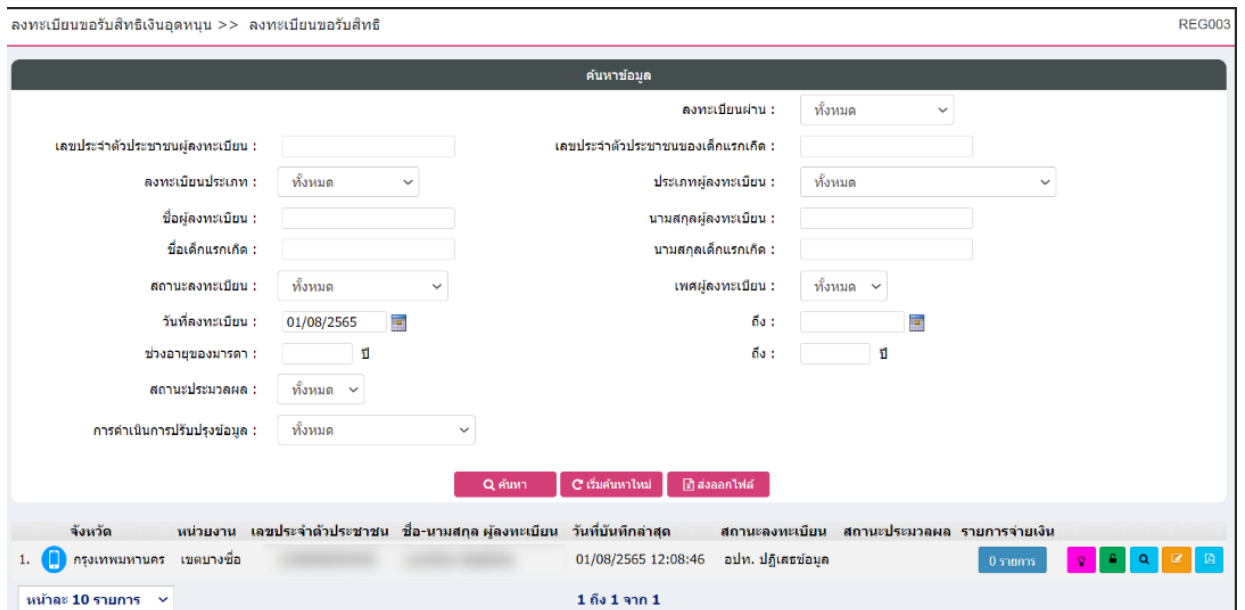 ลงทะเบียนขอรับสิทธิเงินอุดหนุน >> ลงทะเบียนขอรับสิทธิ REG003
ค้นหาข้อมูล
ลงทะเบียนผ่าน : ทั้งหมด
เลขประจำตัวประชาชนผู้ลงทะเบียน : เลขประจำตัวประชาชนของเด็กแรกเกิด :
ลงทะเบียนประเภท : ทั้งหมด ประเภทผู้ลงทะเบียน : ทั้งหมด
ชื่อผู้ลงทะเบียน : นามสกุลผู้ลงทะเบียน :
ชื่อเด็กแรกเกิด : นามสกุลเด็กแรกเกิด :
สถานะลงทะเบียน : ทั้งหมด เพศผู้ลงทะเบียน : ทั้งหมด
วันที่ลงทะเบียน : 01/08/2565 ถึง :
ช่วงอายุของมารดา : ปี ถึง : ปี
สถานะประมวลผล : ทั้งหมด
การดำเนินการปรับปรุงข้อมูล : ทั้งหมด
ค้นหา เริ่มค้นหาใหม่ ส่งออกไฟล์
จังหวัด หน่วยงาน เลขประจำตัวประชาชน ชื่อ-นามสกุล ผู้ลงทะเบียน วันที่บันทึกล่าสุด สถานะลงทะเบียน สถานะประมวลผล รายการจ่ายเงิน
1. กรุงเทพมหานคร เขตบางซื่อ 01/08/2565 12:08:46 อปท. ปฏิเสธข้อมูล 0 รายการ
หน้าละ 10 รายการ 1 ถึง 1 จาก 1